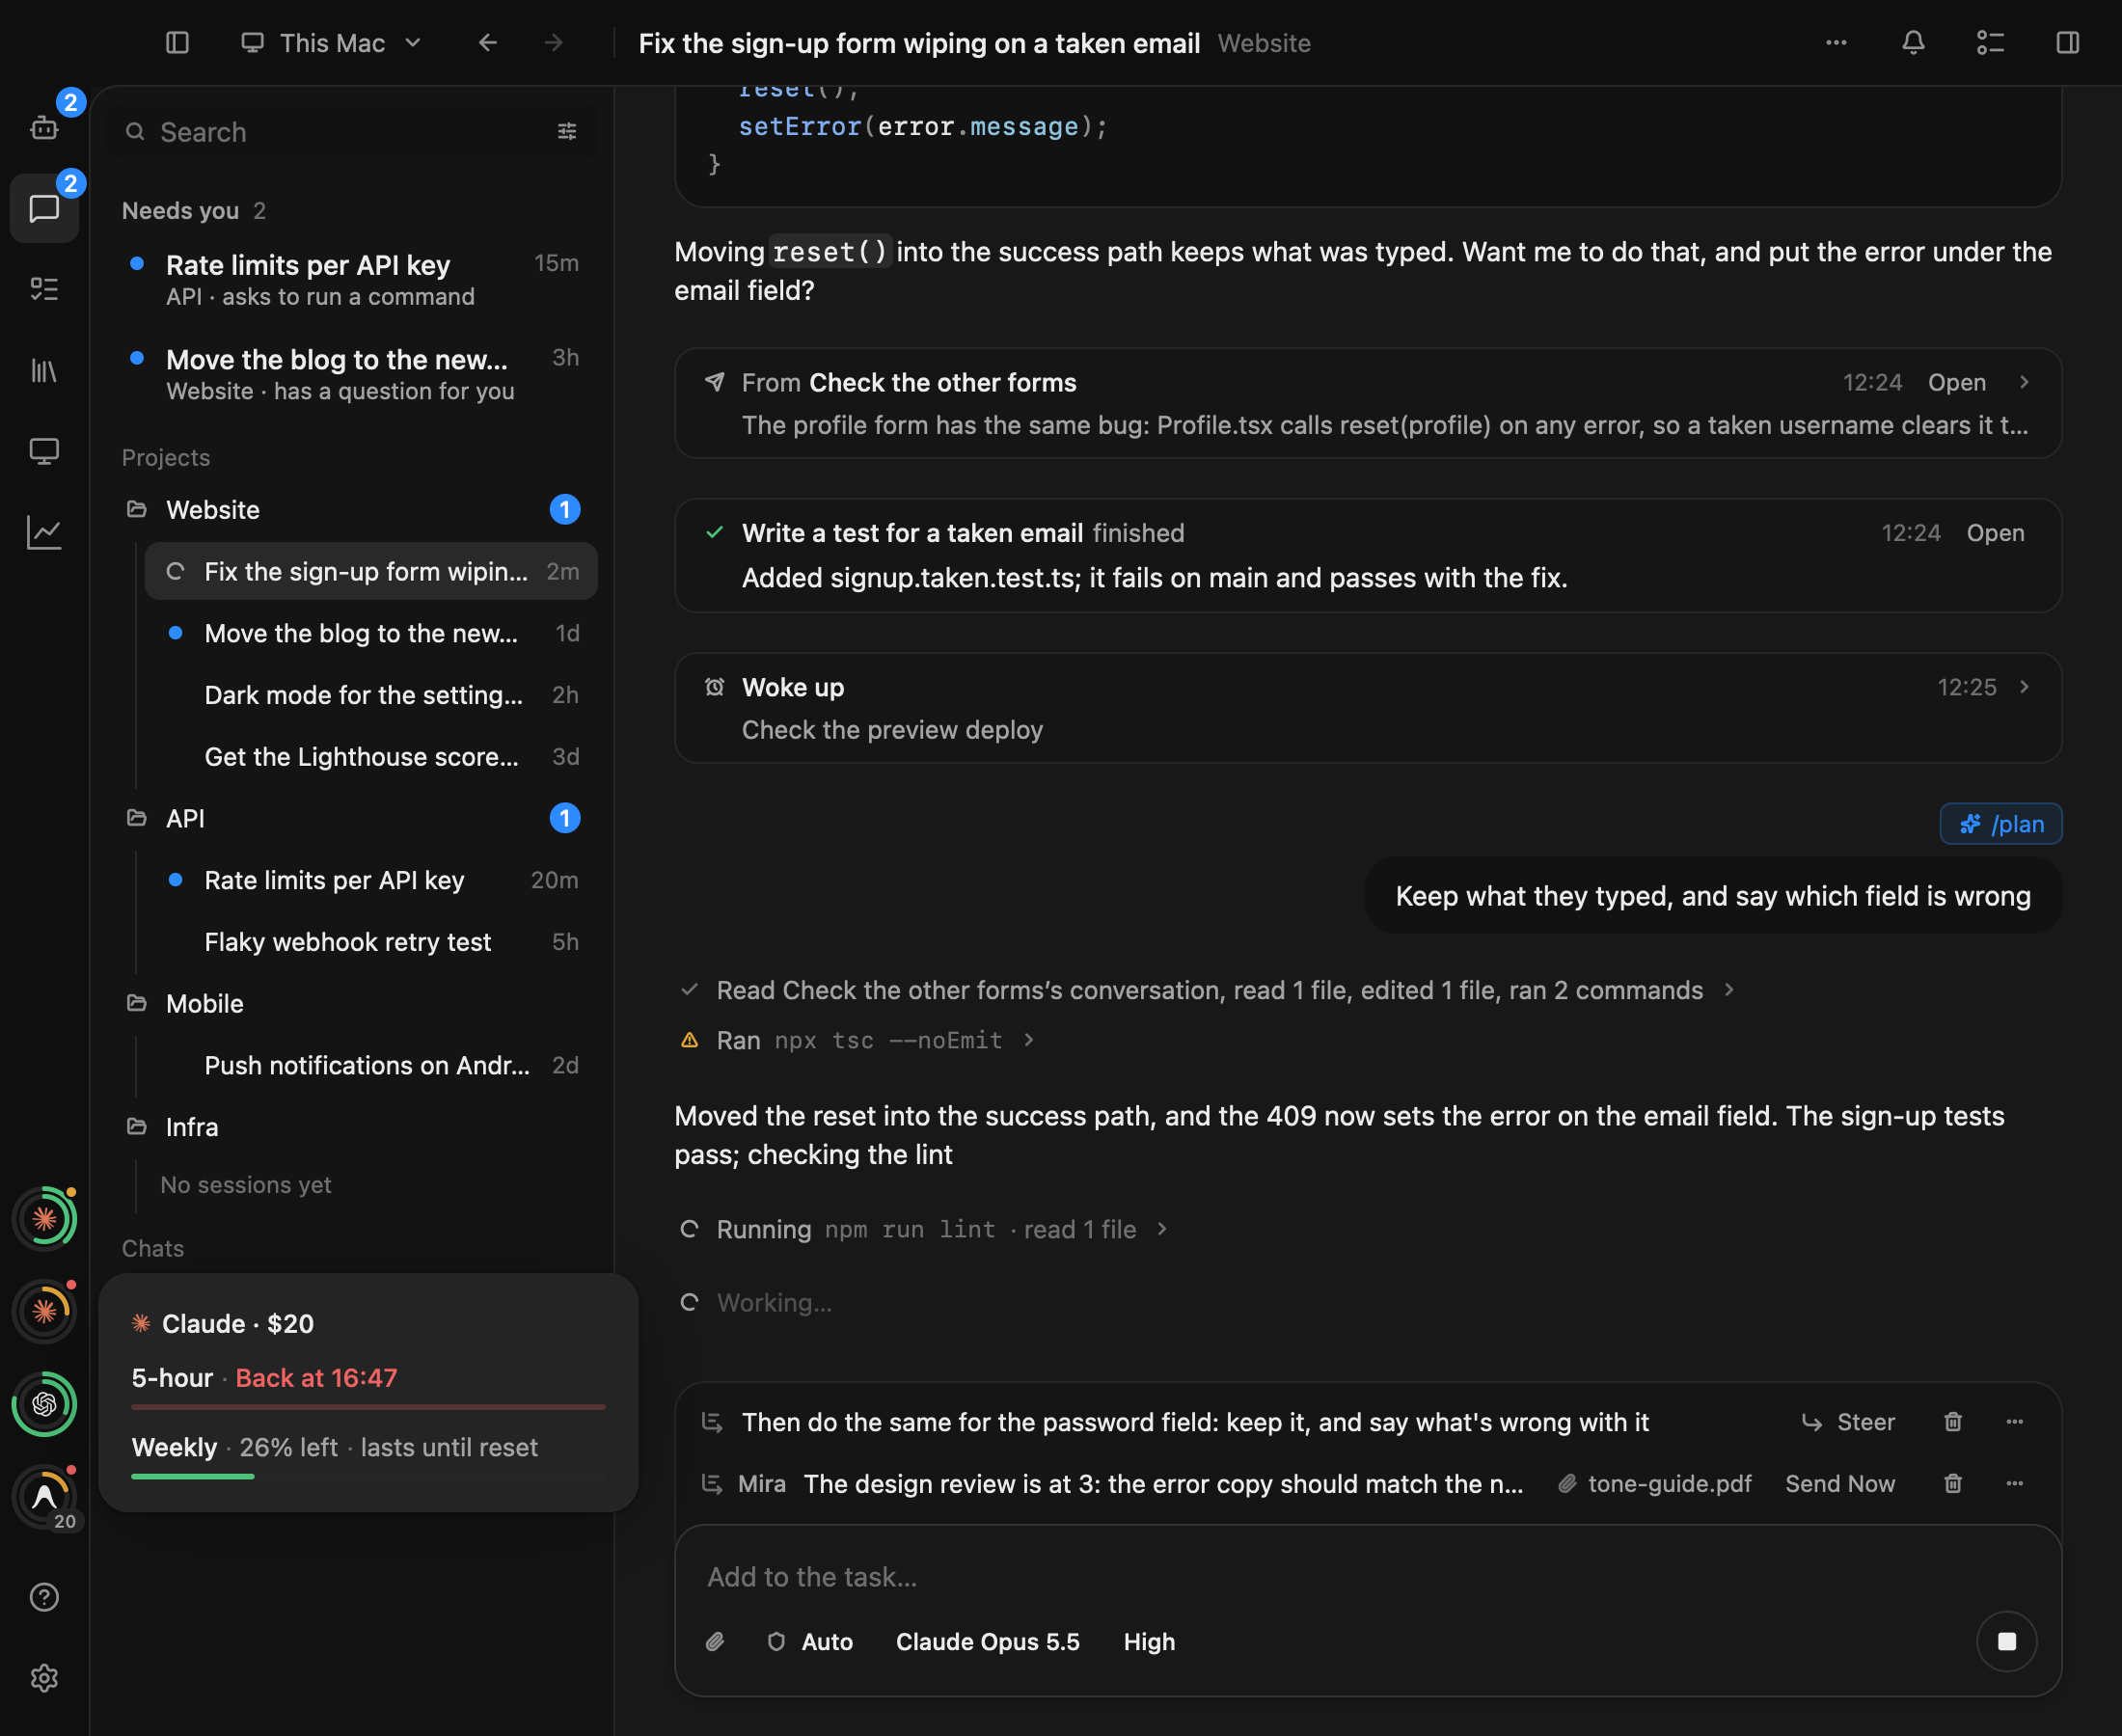 This Mac
Fix the sign-up form wiping on a taken email Website
2
2
Search
Needs you 2
Rate limits per API key 15m
API · asks to run a command
Move the blog to the new... 3h
Website · has a question for you
Projects
Website 1
Fix the sign-up form wipin... 2m
Move the blog to the new... 1d
Dark mode for the setting... 2h
Get the Lighthouse score... 3d
API 1
Rate limits per API key 20m
Flaky webhook retry test 5h
Mobile
Push notifications on Andr... 2d
Infra
No sessions yet
Chats
Claude · $20
5-hour · Back at 16:47
Weekly · 26% left · lasts until reset
20
reset();
setError(error.message);
}
Moving reset() into the success path keeps what was typed. Want me to do that, and put the error under the
email field?
From Check the other forms 12:24 Open
The profile form has the same bug: Profile.tsx calls reset(profile) on any error, so a taken username clears it t...
Write a test for a taken email finished 12:24 Open
Added signup.taken.test.ts; it fails on main and passes with the fix.
Woke up 12:25
Check the preview deploy
/plan
Keep what they typed, and say which field is wrong
Read Check the other forms’s conversation, read 1 file, edited 1 file, ran 2 commands
Ran npx tsc --noEmit
Moved the reset into the success path, and the 409 now sets the error on the email field. The sign-up tests
pass; checking the lint
Running npm run lint · read 1 file
Working...
Then do the same for the password field: keep it, and say what's wrong with it Steer
Mira The design review is at 3: the error copy should match the n... tone-guide.pdf Send Now
Add to the task...
Auto Claude Opus 5.5 High